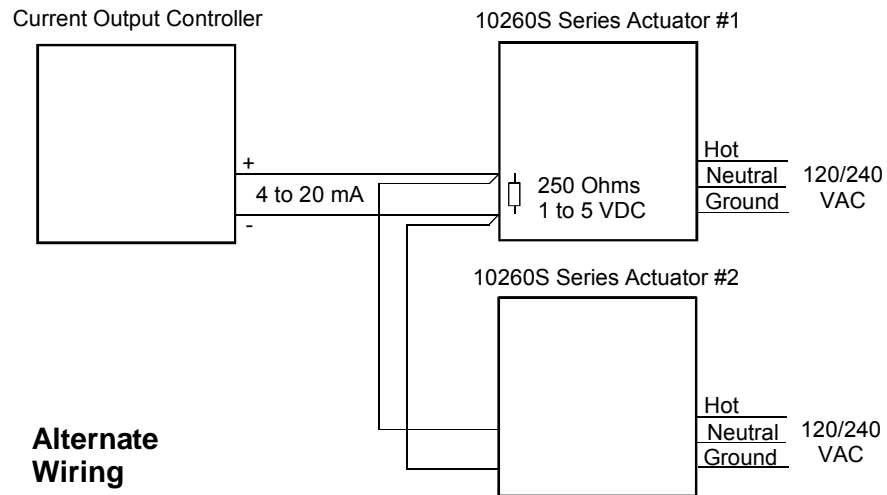 Current Output Controller
10260S Series Actuator #1
+
4 to 20 mA
-
250 Ohms
1 to 5 VDC
Hot
Neutral
Ground
120/240
VAC
10260S Series Actuator #2
Hot
Neutral
Ground
120/240
VAC
Alternate
Wiring